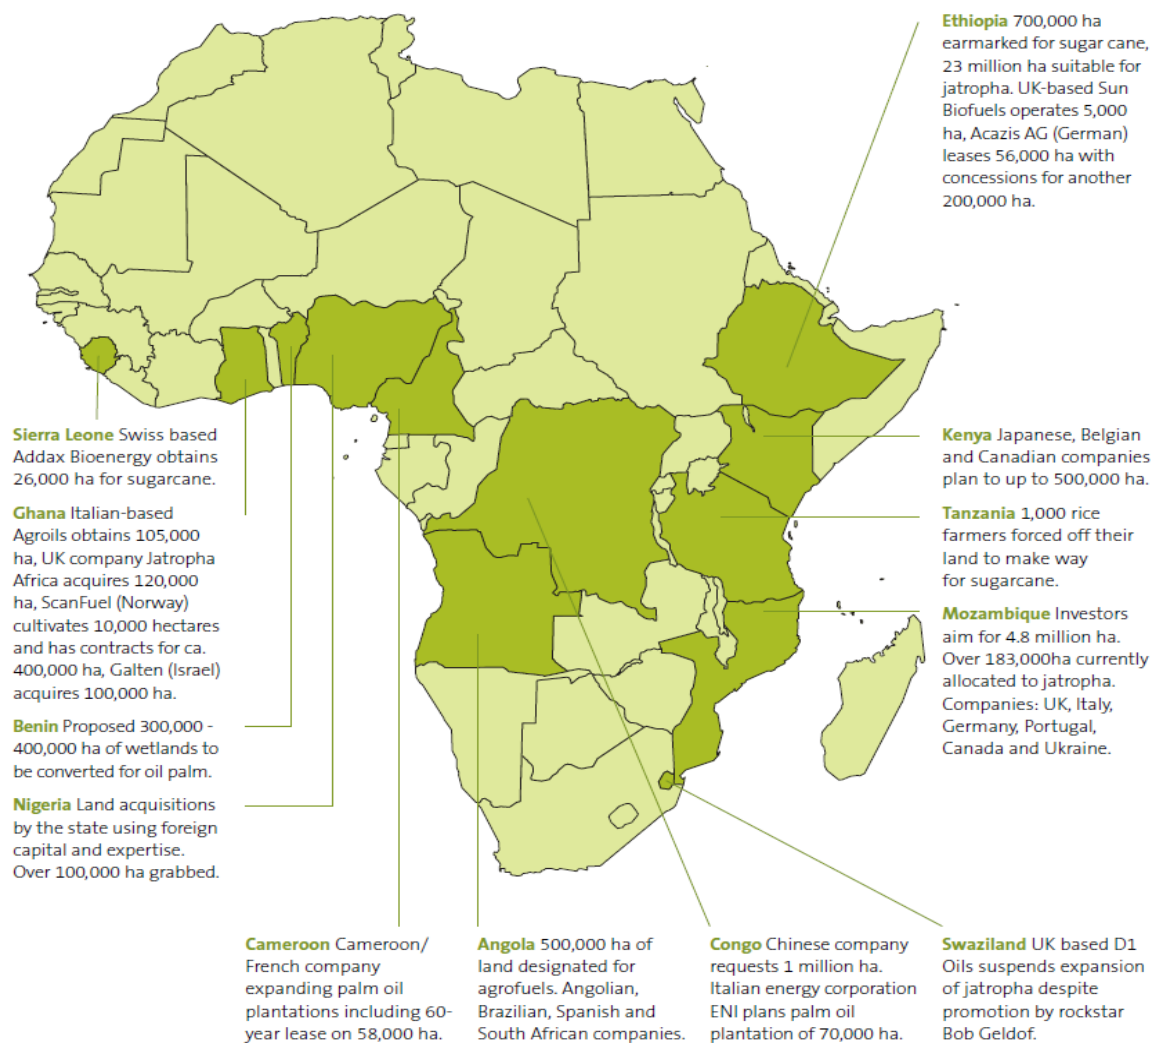 Ethiopia 700,000 ha
earmarked for sugar cane,
23 million ha suitable for
jatropha. UK-based Sun
Biofuels operates 5,000
ha, Acazis AG (German)
leases 56,000 ha with
concessions for another
200,000 ha.
Sierra Leone Swiss based
Addax Bioenergy obtains
26,000 ha for sugarcane.
Ghana Italian-based
Agroils obtains 105,000
ha, UK company Jatropha
Africa acquires 120,000
ha, ScanFuel (Norway)
cultivates 10,000 hectares
and has contracts for ca.
400,000 ha, Galten (Israel)
acquires 100,000 ha.
Benin Proposed 300,000 -
400,000 ha of wetlands to
be converted for oil palm.
Nigeria Land acquisitions
by the state using foreign
capital and expertise.
Over 100,000 ha grabbed.
Kenya Japanese, Belgian
and Canadian companies
plan to up to 500,000 ha.
Tanzania 1,000 rice
farmers forced off their
land to make way
for sugarcane.
Mozambique Investors
aim for 4.8 million ha.
Over 183,000ha currently
allocated to jatropha.
Companies: UK, Italy,
Germany, Portugal,
Canada and Ukraine.
Cameroon Cameroon/
French company
expanding palm oil
plantations including 60-
year lease on 58,000 ha.
Angola 500,000 ha of
land designated for
agrofuels. Angolian,
Brazilian, Spanish and
South African companies.
Congo Chinese company
requests 1 million ha.
Italian energy corporation
ENI plans palm oil
plantation of 70,000 ha.
Swaziland UK based D1
Oils suspends expansion
of jatropha despite
promotion by rockstar
Bob Geldof.